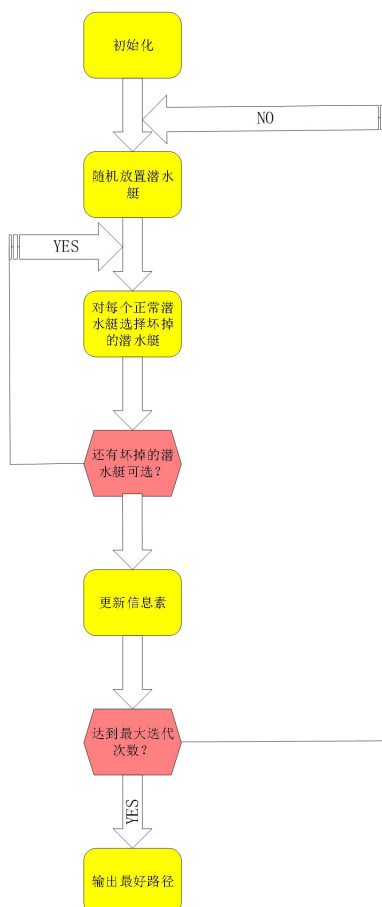 初始化
NO
随机放置潜水
艇
YES
对每个正常潜
水艇选择坏掉
的潜水艇
还有坏掉的潜
水艇可选？
更新信息素
达到最大迭代
次数？
YES
输出最好路径